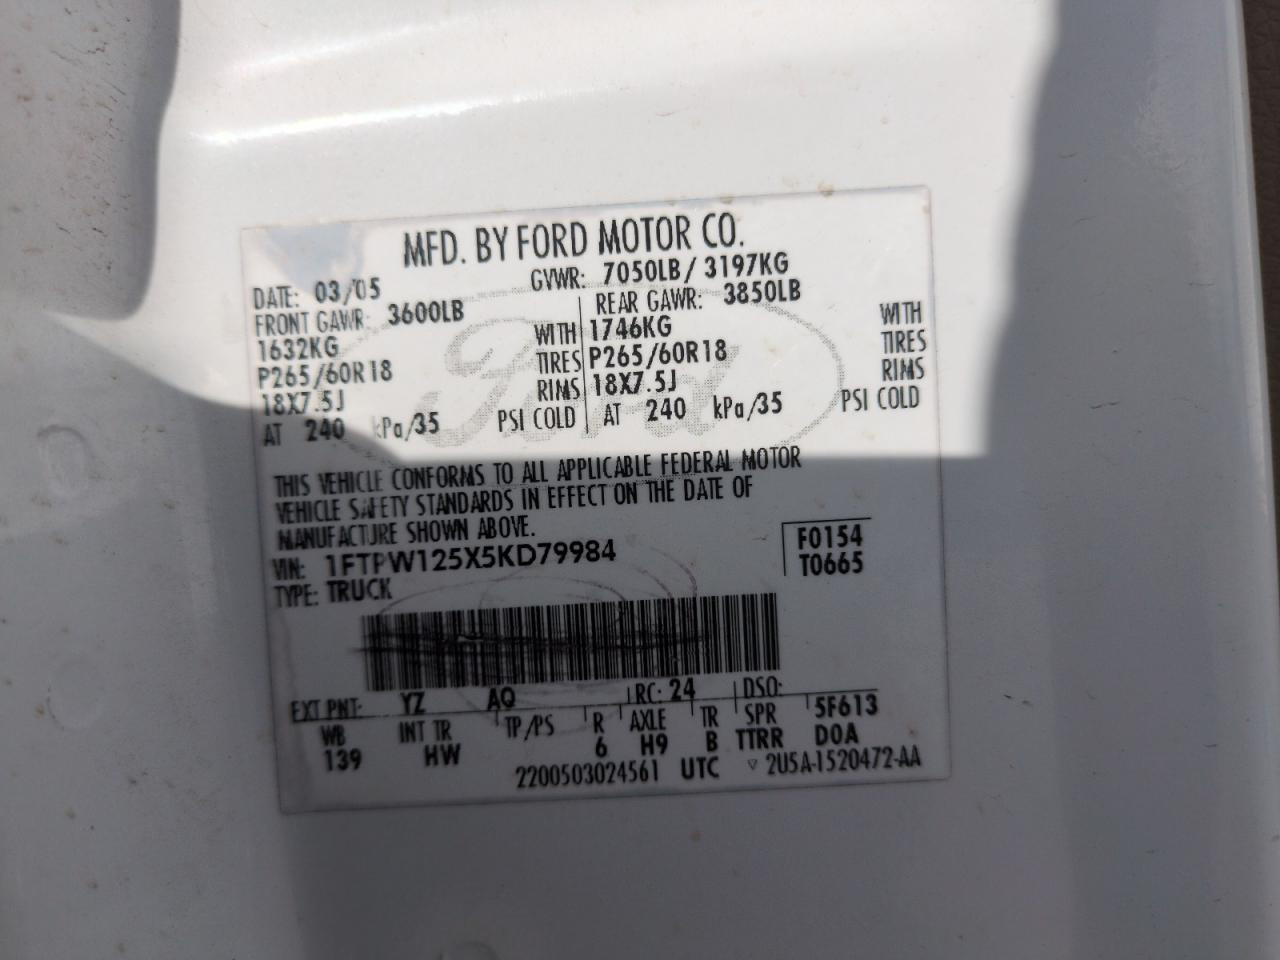 MFD. BY FORD MOTOR CO.
DATE: 03/05 GVWR: 7050LB / 3197KG
FRONT GAWR: 3600LB REAR GAWR: 3850LB
1632KG WITH 1746KG WITH
P265/60R18 TIRES P265/60R18 TIRES
18X7.5J RIMS 18X7.5J RIMS
AT 240 kPa/35 PSI COLD AT 240 kPa/35 PSI COLD
Ford
THIS VEHICLE CONFORMS TO ALL APPLICABLE FEDERAL MOTOR
VEHICLE SAFETY STANDARDS IN EFFECT ON THE DATE OF
MANUFACTURE SHOWN ABOVE.
VIN: 1FTPW125X5KD79984 F0154
TYPE: TRUCK T0665
EXT PNT: YZ AQ RC: 24 DSO:
WB INT TR TP/PS R AXLE TR SPR 5F613
139 HW 6 H9 B TTRR DOA
2200503024561 UTC ▽ 2U5A-1520472-AA